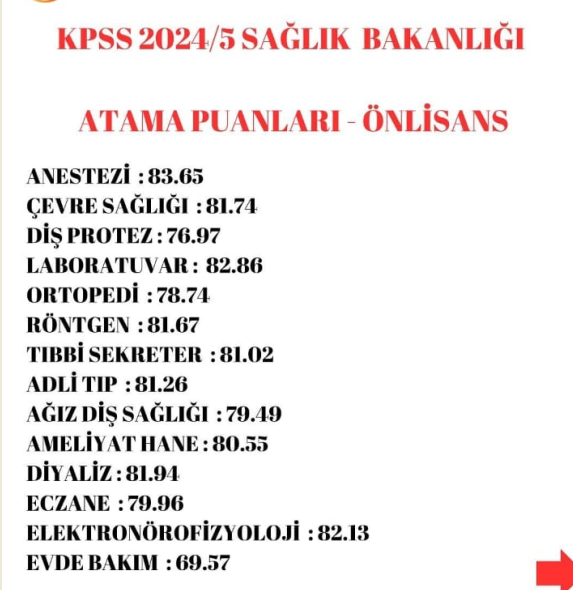 KPSS 2024/5 SAĞLIK BAKANLIĞI
ATAMA PUANLARI - ÖNLİSANS
ANESTEZİ : 83.65
ÇEVRE SAĞLIĞI : 81.74
DİŞ PROTEZ : 76.97
LABORATUVAR : 82.86
ORTOPEDİ : 78.74
RÖNTGEN : 81.67
TIBBİ SEKRETER : 81.02
ADLİ TIP : 81.26
AĞIZ DİŞ SAĞLIĞI : 79.49
AMELİYAT HANE : 80.55
DİYALİZ : 81.94
ECZANE : 79.96
ELEKTRONÖROFİZYOLOJİ : 82.13
EVDE BAKIM : 69.57